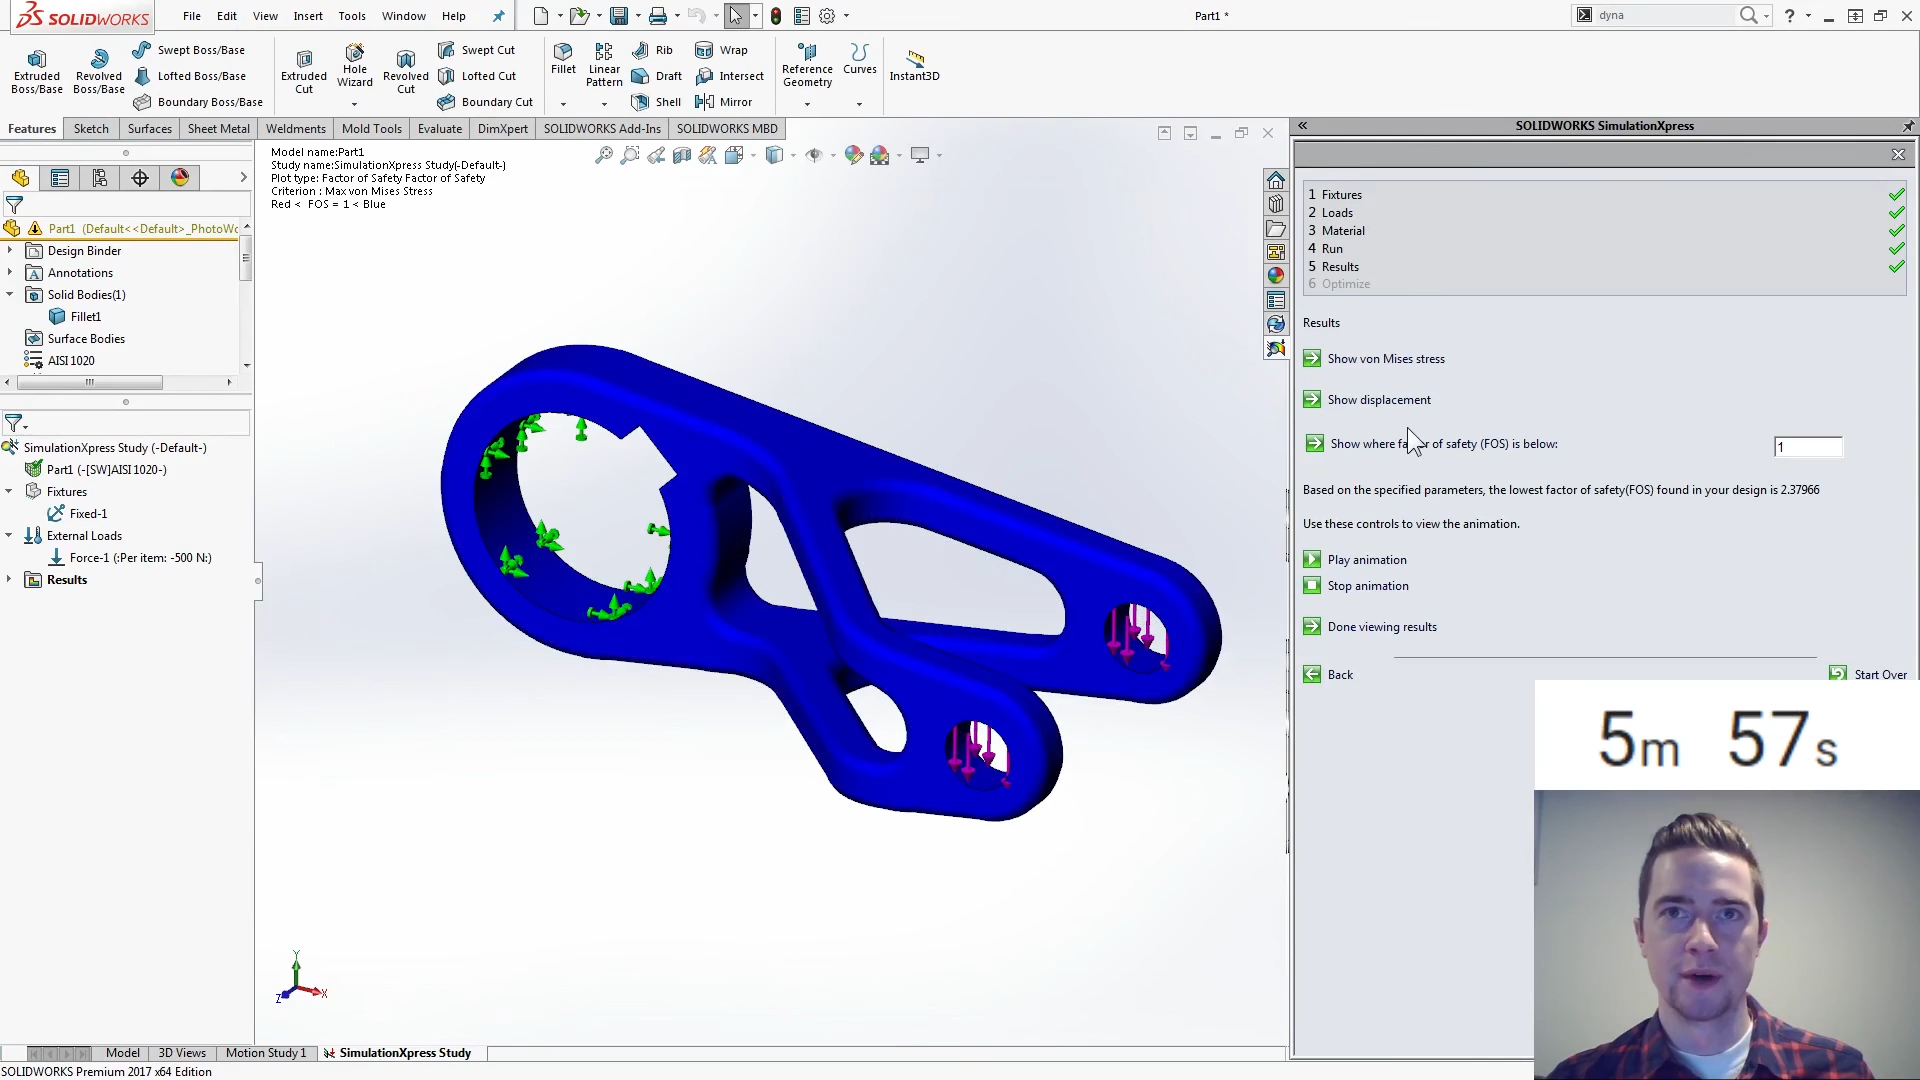 SOLIDWORKS
File Edit View Insert Tools Window Help
Part1 *
dyna
Extruded Boss/Base
Revolved Boss/Base
Swept Boss/Base
Lofted Boss/Base
Boundary Boss/Base
Extruded Cut
Hole Wizard
Revolved Cut
Swept Cut
Lofted Cut
Boundary Cut
Fillet
Linear Pattern
Rib
Draft
Shell
Wrap
Intersect
Mirror
Reference Geometry
Curves
Instant3D
Features Sketch Surfaces Sheet Metal Weldments Mold Tools Evaluate DimXpert SOLIDWORKS Add-Ins SOLIDWORKS MBD
Part1 (Default<<Default>_PhotoWo
Design Binder
Annotations
Solid Bodies(1)
Fillet1
Surface Bodies
AISI 1020
SimulationXpress Study (-Default-)
Part1 (-[SW]AISI 1020-)
Fixtures
Fixed-1
External Loads
Force-1 (:Per item: -500 N:)
Results
Model name:Part1
Study name:SimulationXpress Study(-Default-)
Plot type: Factor of Safety Factor of Safety
Criterion : Max von Mises Stress
Red < FOS = 1 < Blue
Y
Z
X
SOLIDWORKS SimulationXpress
1 Fixtures
2 Loads
3 Material
4 Run
5 Results
6 Optimize
Results
Show von Mises stress
Show displacement
Show where factor of safety (FOS) is below: 1
Based on the specified parameters, the lowest factor of safety(FOS) found in your design is 2.37966
Use these controls to view the animation.
Play animation
Stop animation
Done viewing results
Back Start Over
5m 57s
Model 3D Views Motion Study 1 SimulationXpress Study
SOLIDWORKS Premium 2017 x64 Edition